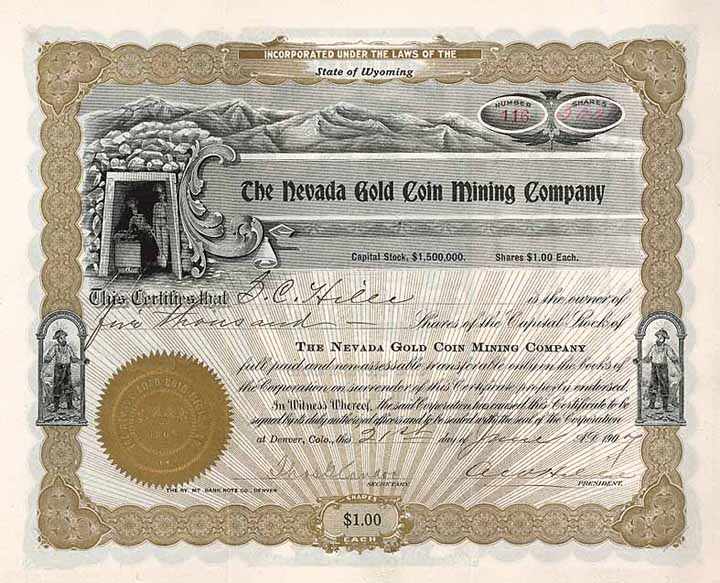 INCORPORATED UNDER THE LAWS OF THE
State of Wyoming
NUMBER SHARES
116
The Nevada Gold Coin Mining Company
Capital Stock, $1,500,000. Shares $1.00 Each.
This Certifies that is the owner of
five thousand — Shares of the Capital Stock of
THE NEVADA GOLD COIN MINING COMPANY
full paid and non-assessable transferable only on the books of
the Corporation on surrender of this Certificate properly endorsed.
In Witness Whereof, the said Corporation has caused this Certificate to be
signed by its duly authorized officers and to be sealed with the seal of the Corporation
at Denver, Colo., this 21st day of June A.D. 1907
SECRETARY. PRESIDENT.
THE RY. MT. BANK NOTE CO., DENVER
SHARES
$1.00
EACH